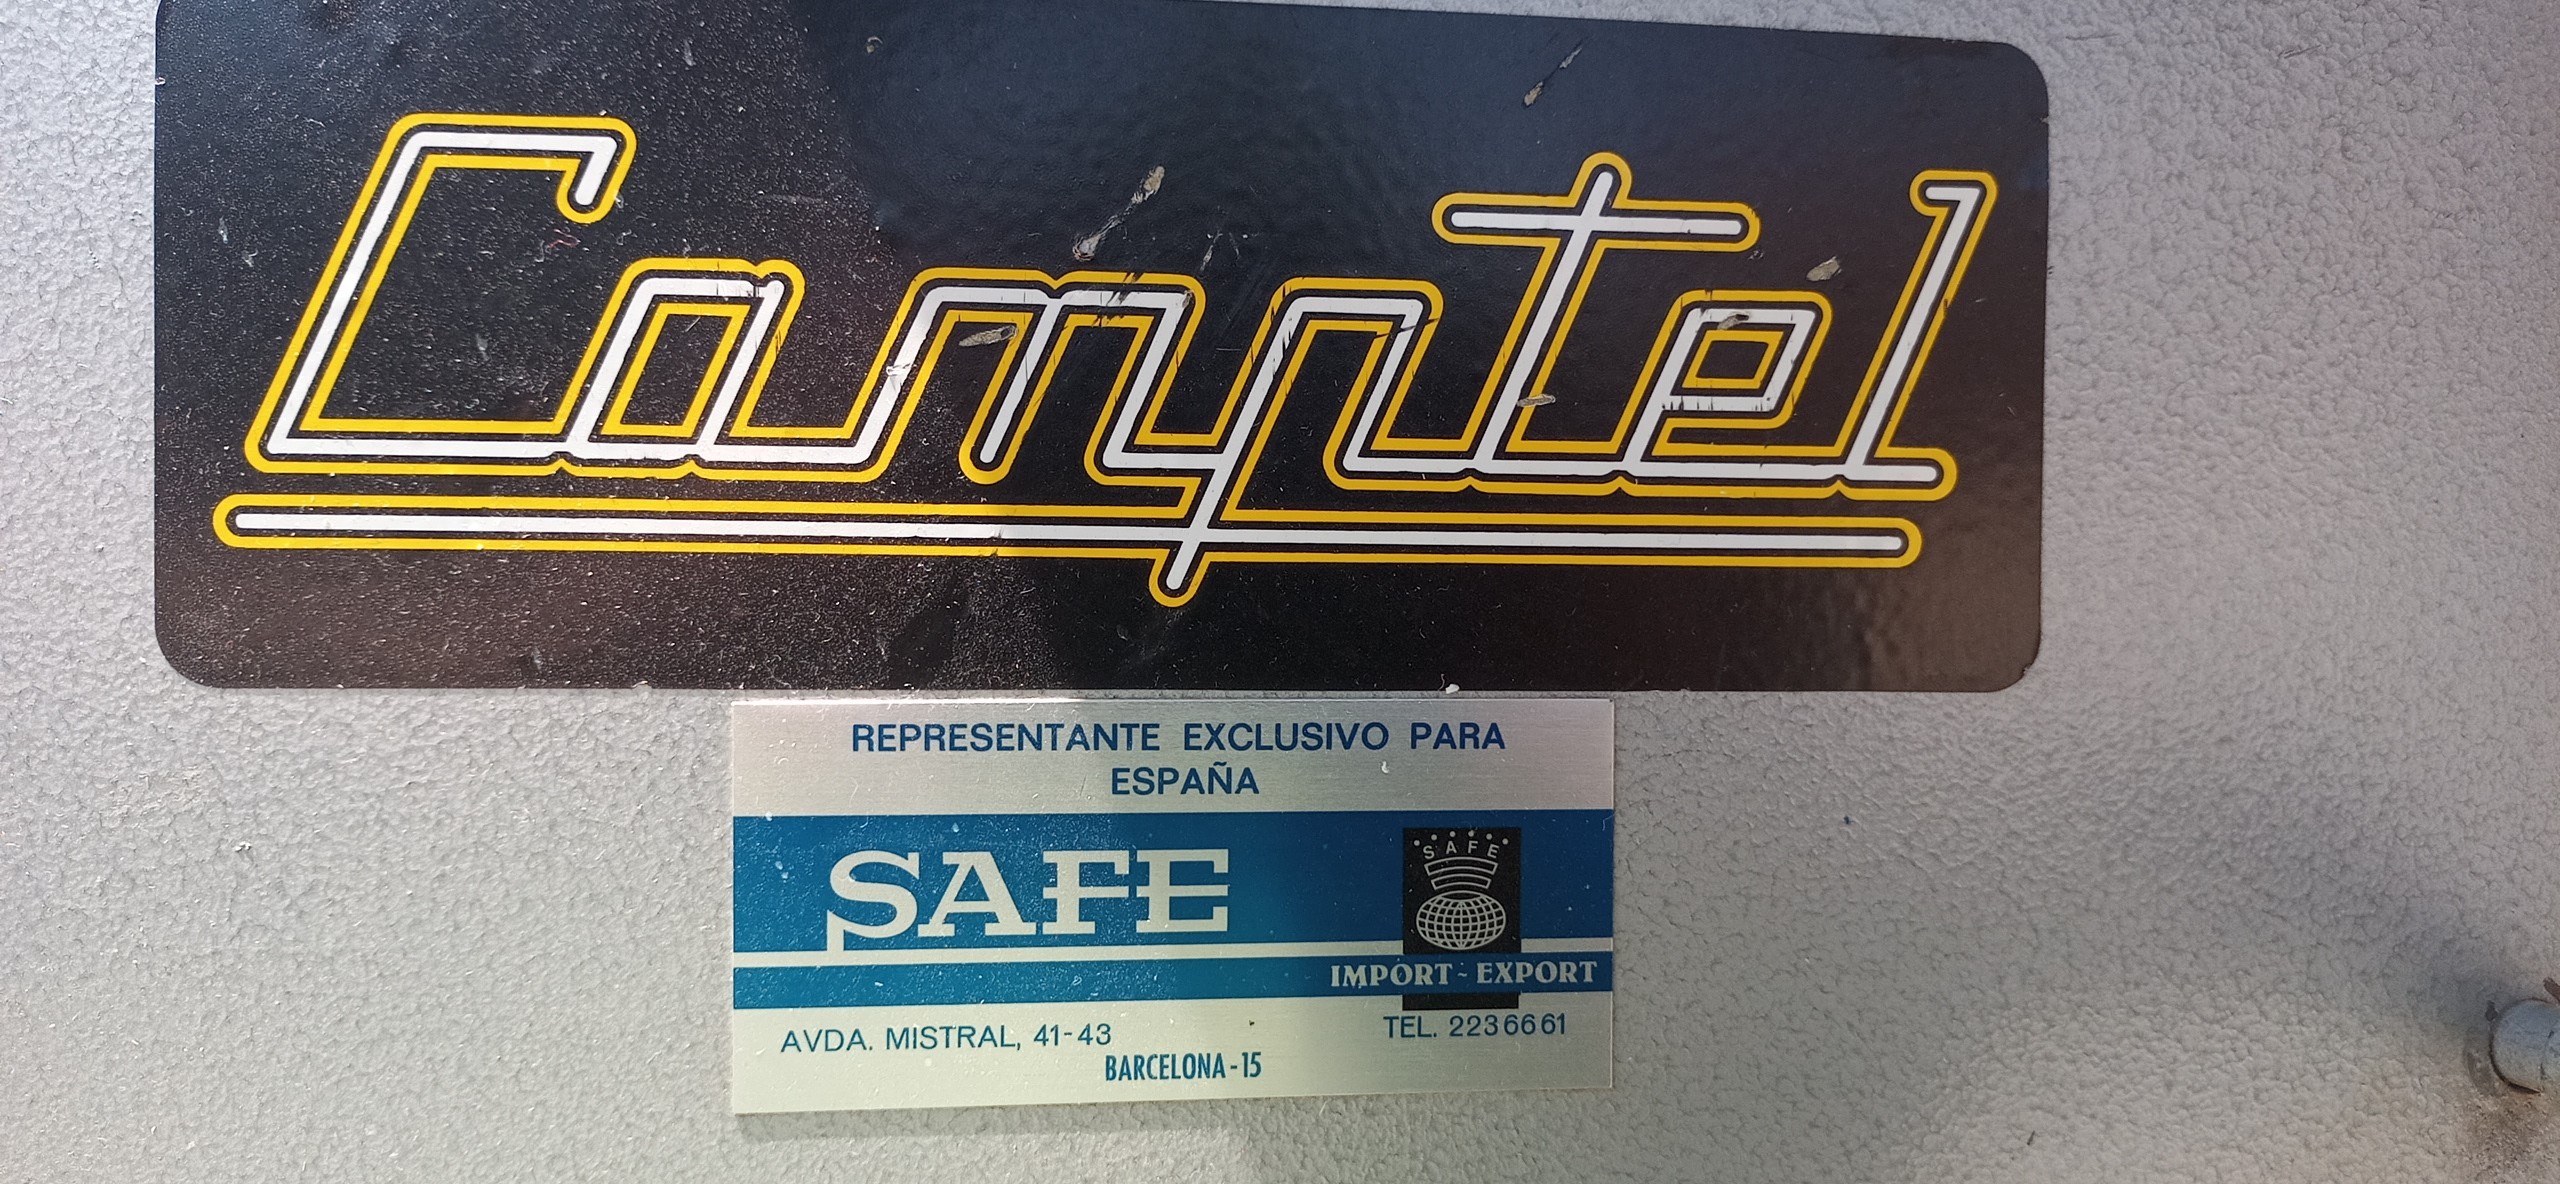 Camptel
REPRESENTANTE EXCLUSIVO PARA
ESPAÑA
SAFE
SAFE
IMPORT - EXPORT
AVDA. MISTRAL, 41-43
TEL. 2236661
BARCELONA - 15